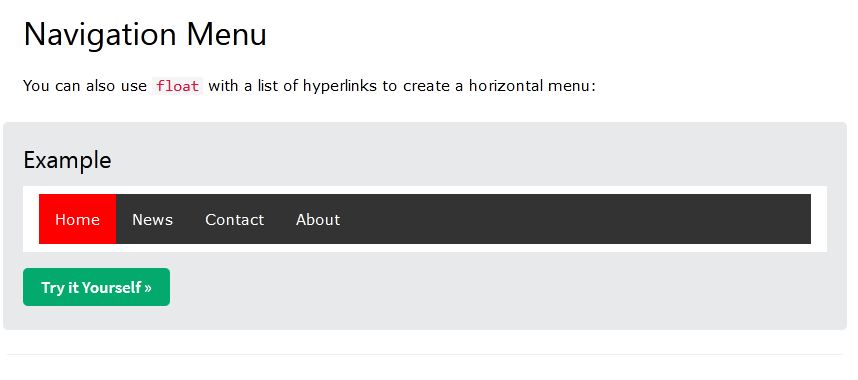 Navigation Menu
You can also use float with a list of hyperlinks to create a horizontal menu:
Example
Home News Contact About
Try it Yourself »